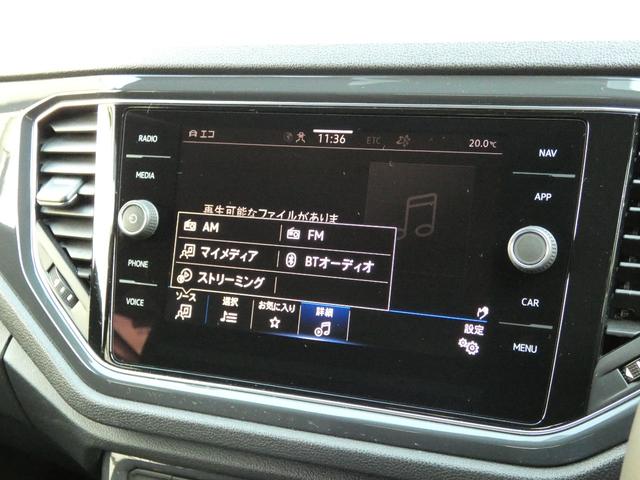 RADIO
MEDIA
PHONE
VOICE
エコ
11:36
ETC
20.0℃
再生可能なファイルがありま
AM
FM
マイメディア
BTオーディオ
ストリーミング
ソース
選択
お気に入り
詳細
設定
NAV
APP
CAR
MENU